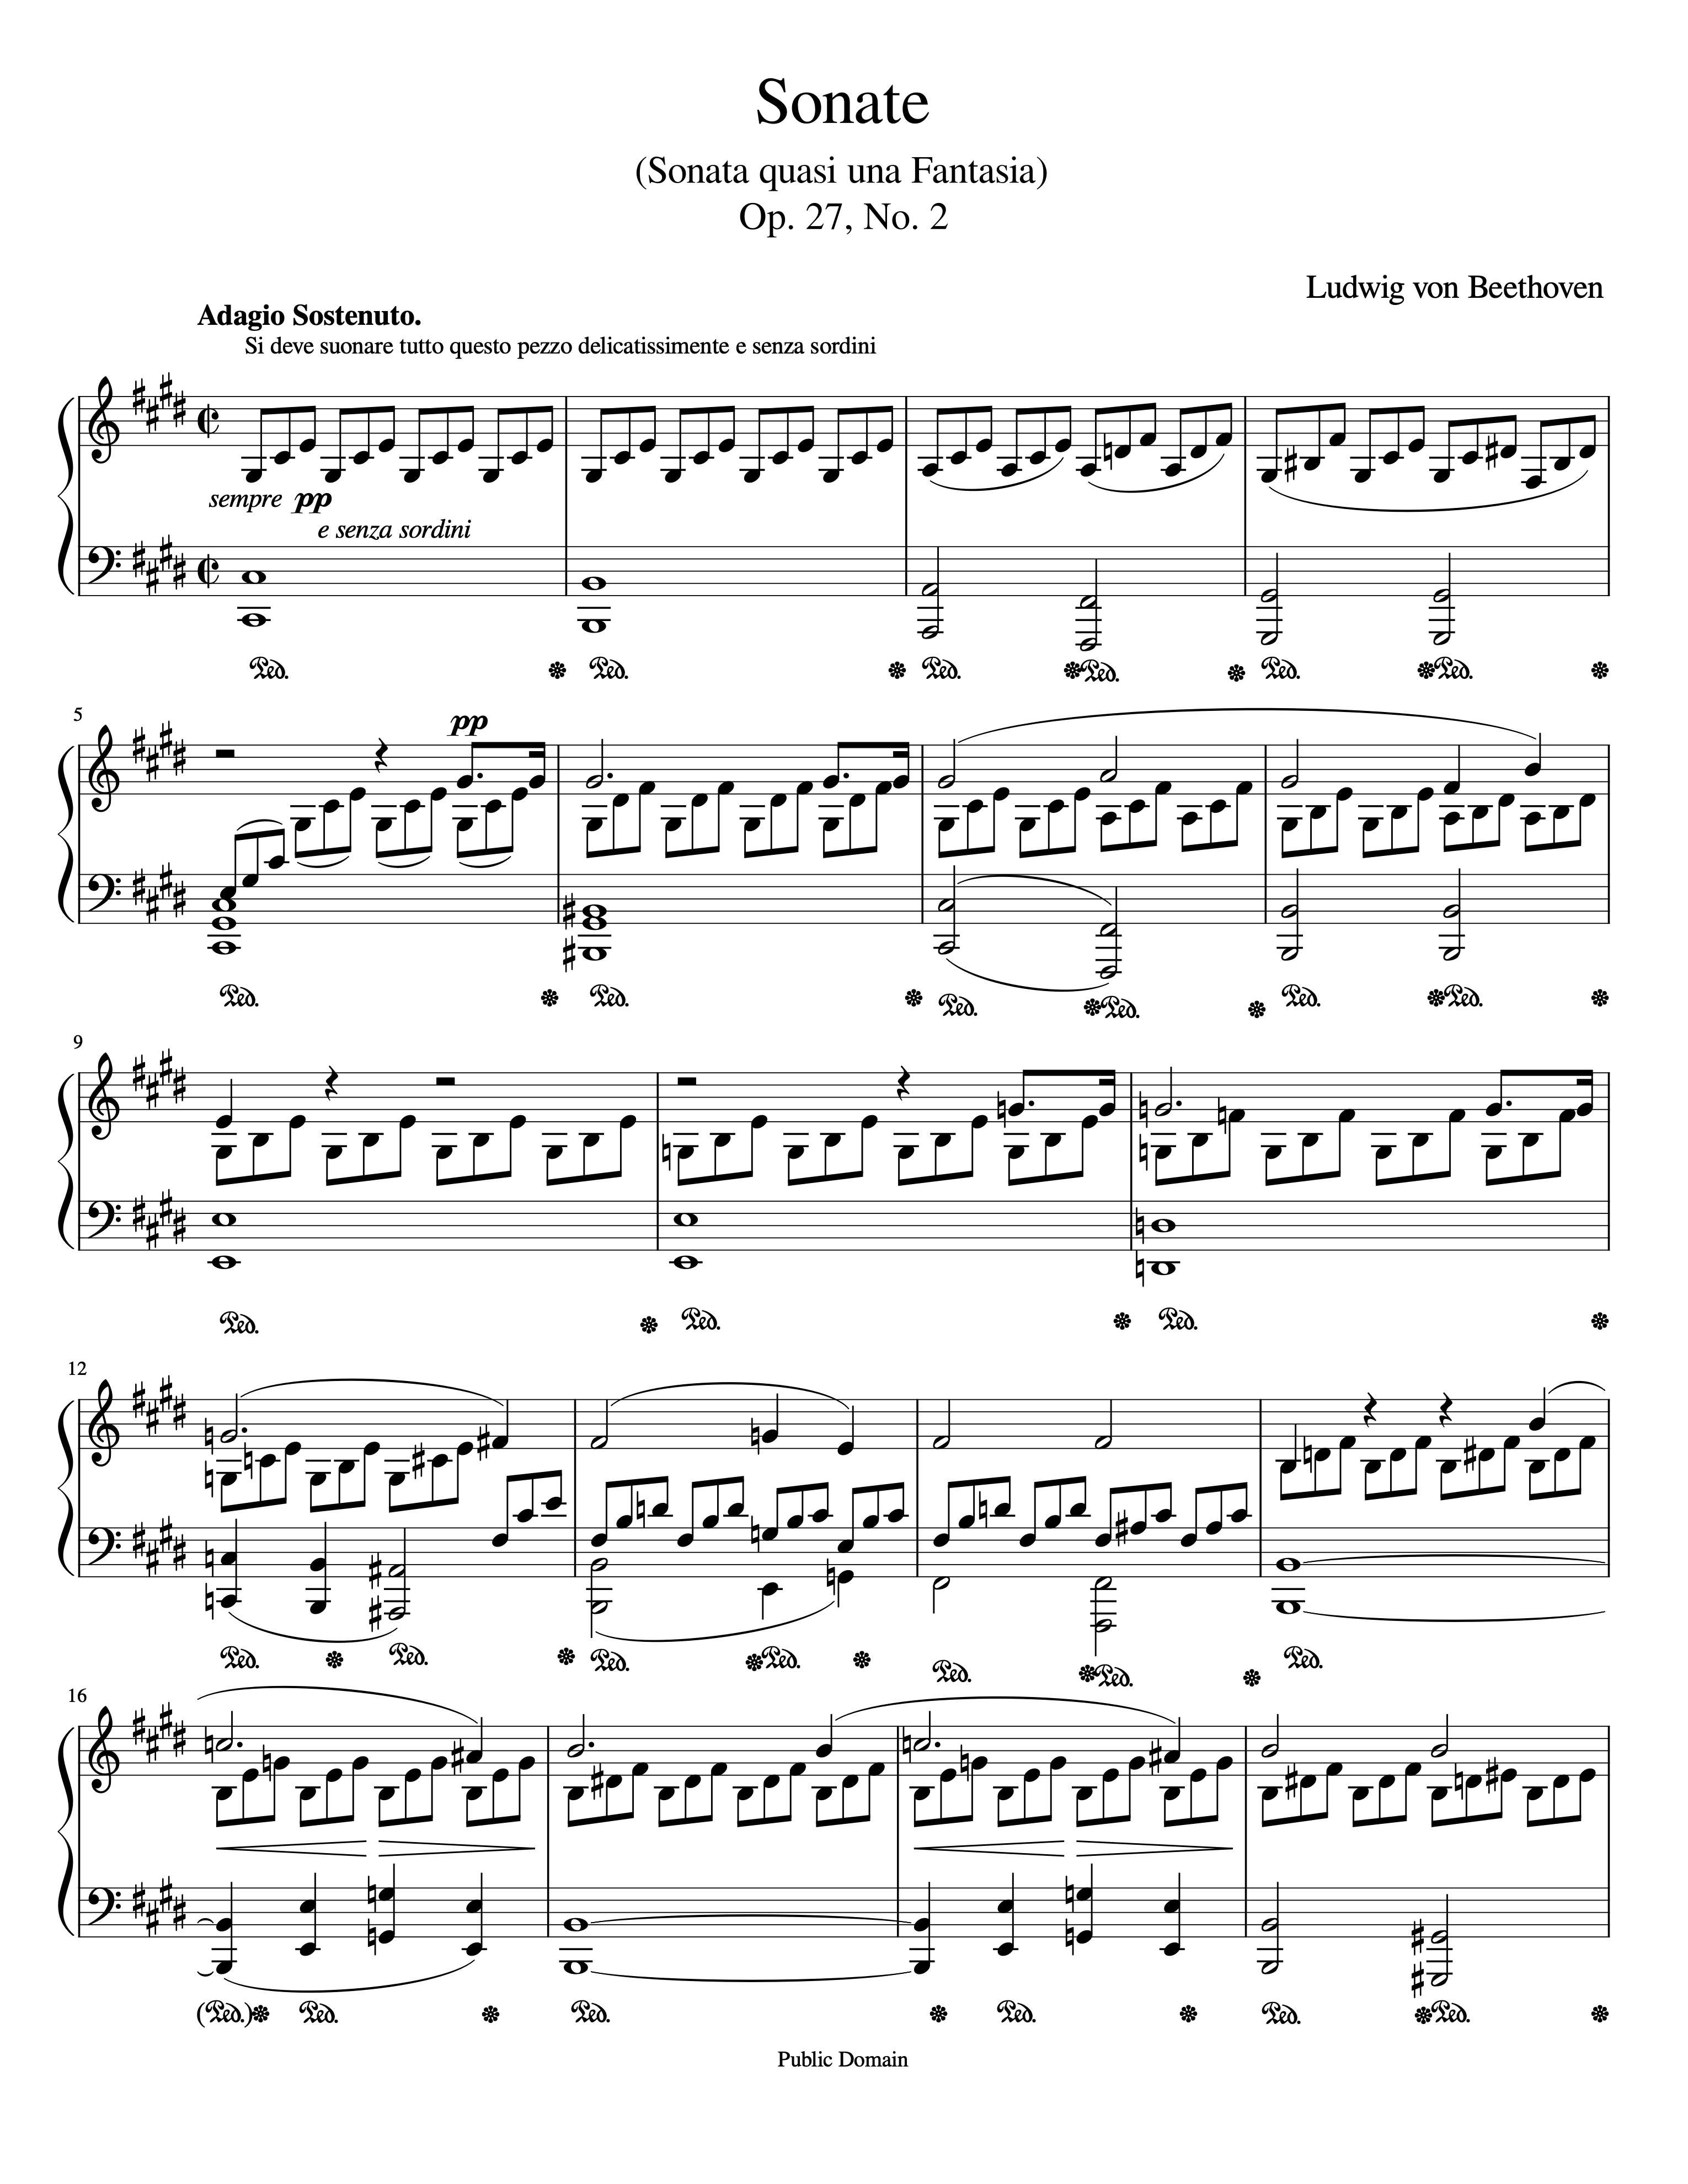 Sonate
(Sonata quasi una Fantasia)
Op. 27, No. 2
Ludwig von Beethoven
Adagio Sostenuto.
Si deve suonare tutto questo pezzo delicatissimente e senza sordini
sempre pp
e senza sordini
Ped. Ped. Ped. Ped. Ped. Ped.
5
pp
Ped. Ped. Ped. Ped. Ped. Ped.
9
Ped. Ped. Ped.
12
Ped. Ped. Ped. Ped. Ped. Ped. Ped.
16
(Ped.) Ped. Ped. Ped. Ped. Ped.
Public Domain